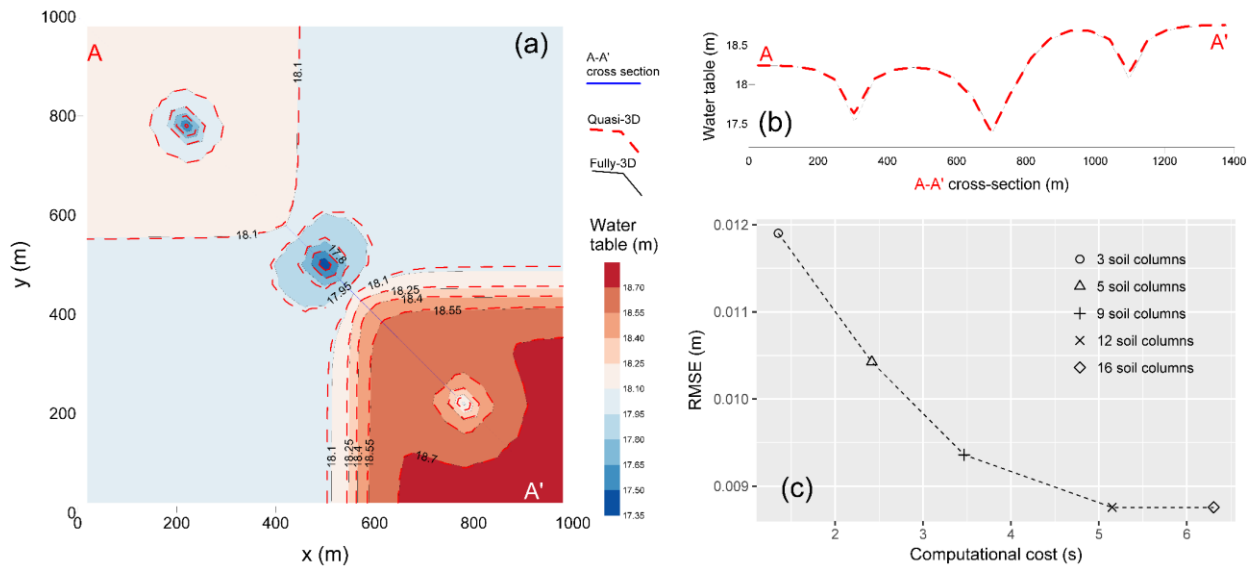 1000
800
600
400
200
0
y (m)
200
400
600
800
1000
x (m)
A
(a)
18.1
18.1
17.8
17.95
18.1
18.25
18.4
18.55
18.1
18.25
18.4
18.55
18.7
A'
A-A'
cross section
Quasi-3D
Fully-3D
Water
table (m)
18.70
18.55
18.40
18.25
18.10
17.95
17.80
17.65
17.50
17.35
Water table (m)
18.5
18
17.5
A
A'
(b)
0
200
400
600
800
1000
1200
1400
A-A' cross-section (m)
0.012
0.011
0.010
0.009
RMSE (m)
3 soil columns
5 soil columns
9 soil columns
12 soil columns
16 soil columns
(c)
2
3
4
5
6
Computational cost (s)